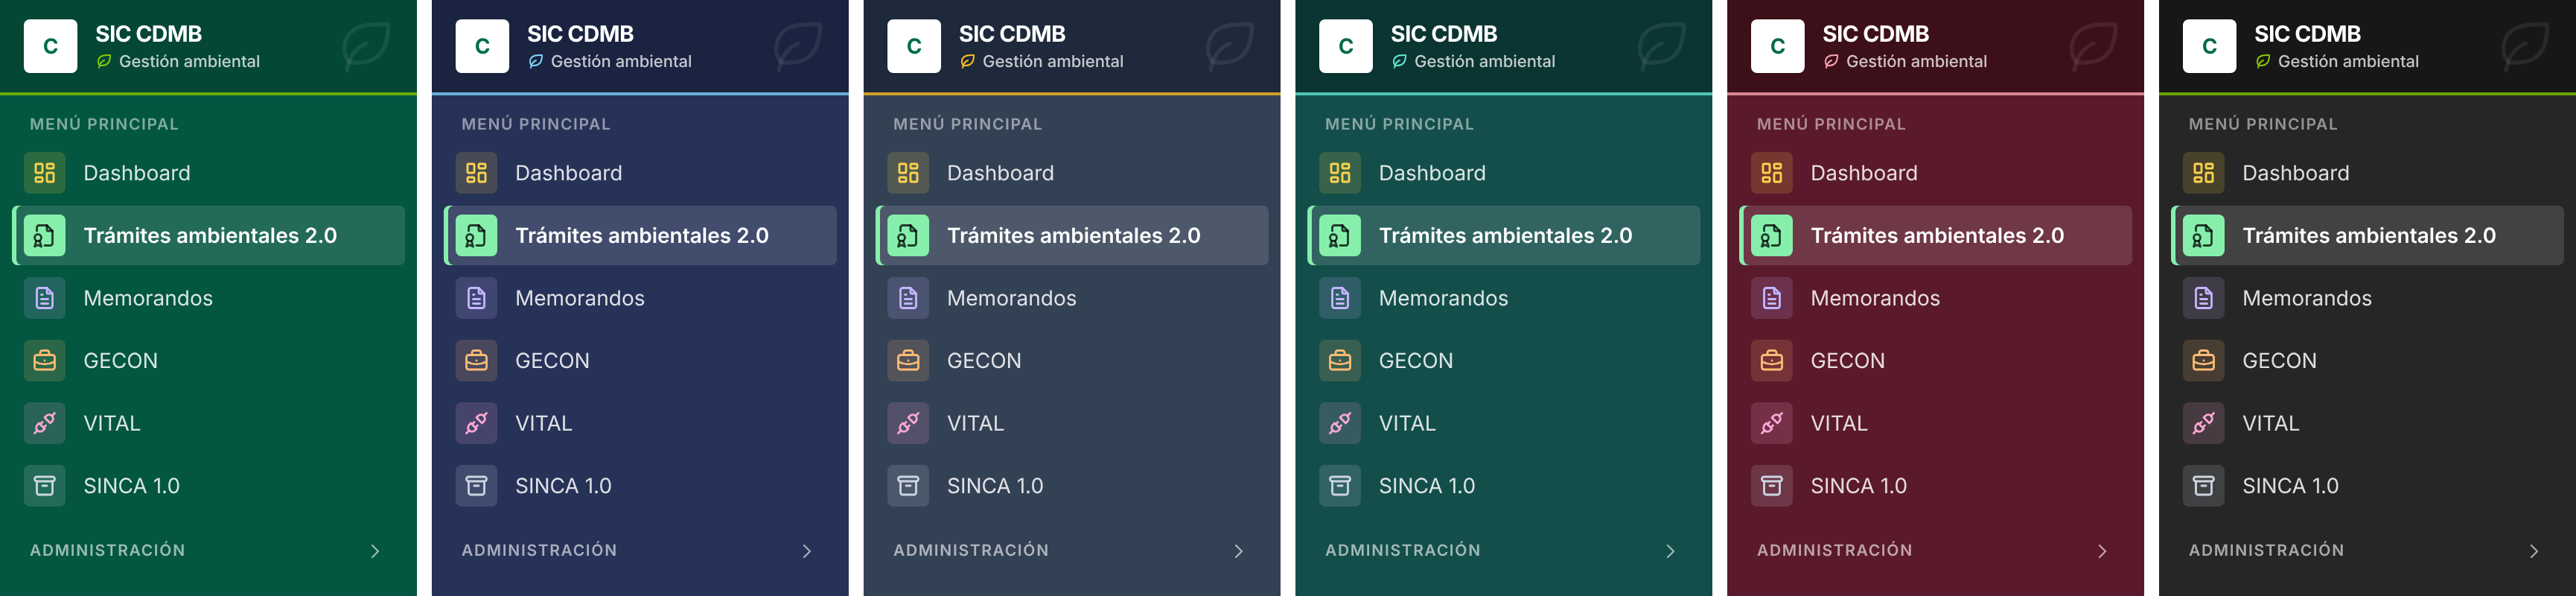 C
SIC CDMB
Gestión ambiental
MENÚ PRINCIPAL
Dashboard
Trámites ambientales 2.0
Memorandos
GECON
VITAL
SINCA 1.0
ADMINISTRACIÓN
C
SIC CDMB
Gestión ambiental
MENÚ PRINCIPAL
Dashboard
Trámites ambientales 2.0
Memorandos
GECON
VITAL
SINCA 1.0
ADMINISTRACIÓN
C
SIC CDMB
Gestión ambiental
MENÚ PRINCIPAL
Dashboard
Trámites ambientales 2.0
Memorandos
GECON
VITAL
SINCA 1.0
ADMINISTRACIÓN
C
SIC CDMB
Gestión ambiental
MENÚ PRINCIPAL
Dashboard
Trámites ambientales 2.0
Memorandos
GECON
VITAL
SINCA 1.0
ADMINISTRACIÓN
C
SIC CDMB
Gestión ambiental
MENÚ PRINCIPAL
Dashboard
Trámites ambientales 2.0
Memorandos
GECON
VITAL
SINCA 1.0
ADMINISTRACIÓN
C
SIC CDMB
Gestión ambiental
MENÚ PRINCIPAL
Dashboard
Trámites ambientales 2.0
Memorandos
GECON
VITAL
SINCA 1.0
ADMINISTRACIÓN